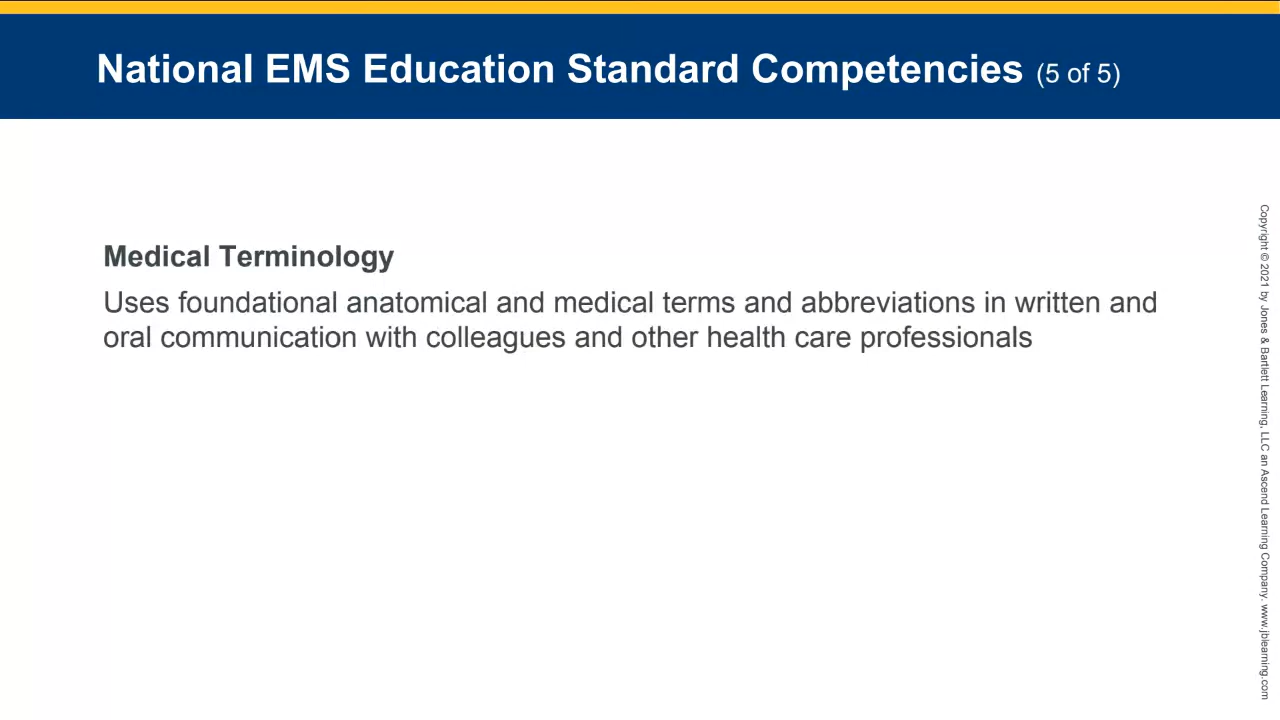 National EMS Education Standard Competencies (5 of 5)
Medical Terminology
Uses foundational anatomical and medical terms and abbreviations in written and
oral communication with colleagues and other health care professionals
Copyright © 2021 by Jones & Bartlett Learning, LLC an Ascend Learning Company. www.jblearning.com